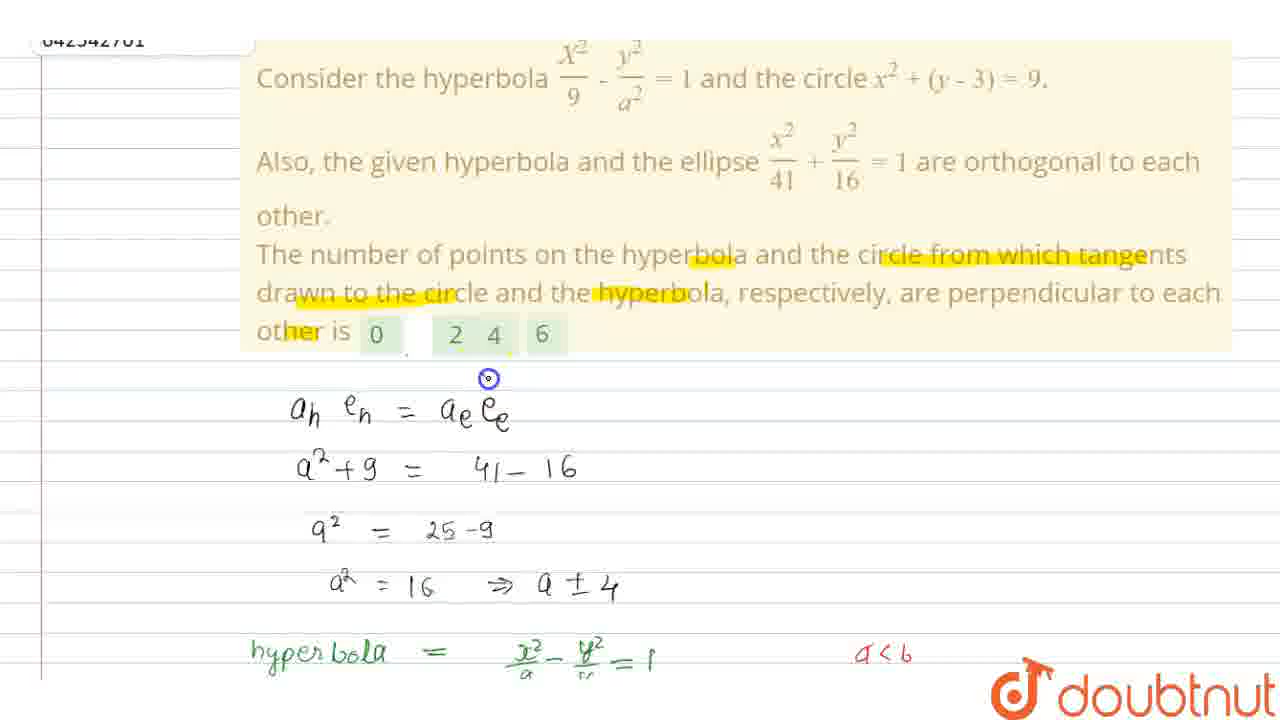 642542701
Consider the hyperbola x²/9 - y²/a² = 1 and the circle x² + (y - 3) = 9.
Also, the given hyperbola and the ellipse x²/41 + y²/16 = 1 are orthogonal to each
other.
The number of points on the hyperbola and the circle from which tangents
drawn to the circle and the hyperbola, respectively, are perpendicular to each
other is 0 2 4 6
a_h e_h = a_e e_e
a² + 9 = 41 - 16
a² = 25 - 9
a² = 16 ⇒ a ± 4
hyperbola = x²/9 - y²/16 = 1 a < b
doubtnut